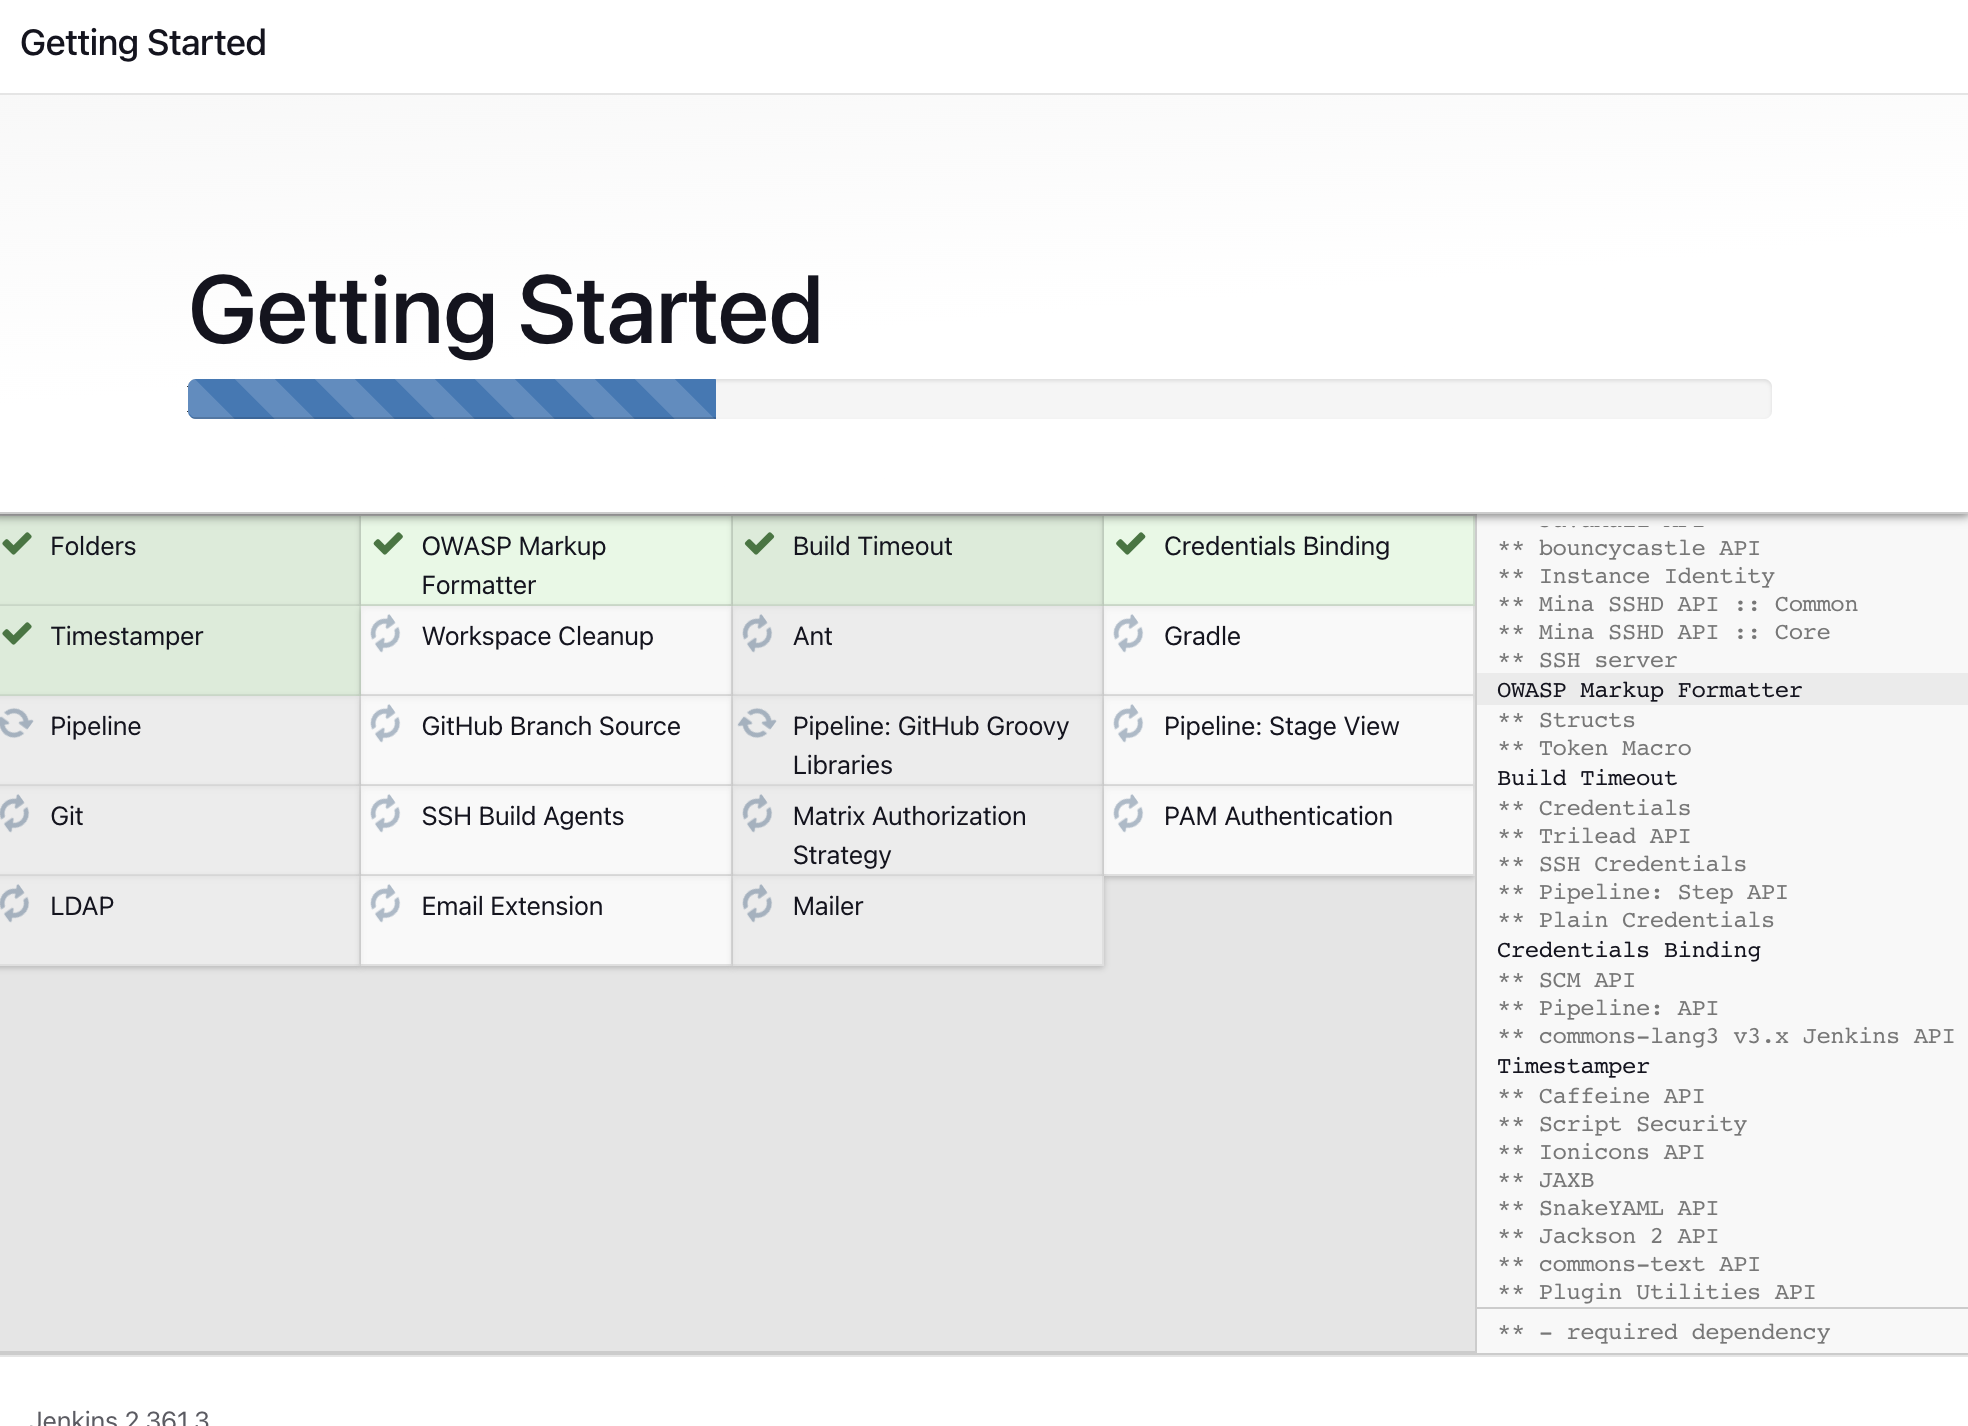 Getting Started
Getting Started
Folders
OWASP Markup
Formatter
Build Timeout
Credentials Binding
Timestamper
Workspace Cleanup
Ant
Gradle
Pipeline
GitHub Branch Source
Pipeline: GitHub Groovy
Libraries
Pipeline: Stage View
Git
SSH Build Agents
Matrix Authorization
Strategy
PAM Authentication
LDAP
Email Extension
Mailer
** bouncycastle API
** Instance Identity
** Mina SSHD API :: Common
** Mina SSHD API :: Core
** SSH server
OWASP Markup Formatter
** Structs
** Token Macro
Build Timeout
** Credentials
** Trilead API
** SSH Credentials
** Pipeline: Step API
** Plain Credentials
Credentials Binding
** SCM API
** Pipeline: API
** commons-lang3 v3.x Jenkins API
Timestamper
** Caffeine API
** Script Security
** Ionicons API
** JAXB
** SnakeYAML API
** Jackson 2 API
** commons-text API
** Plugin Utilities API
** - required dependency
Jenkins 2.361.3